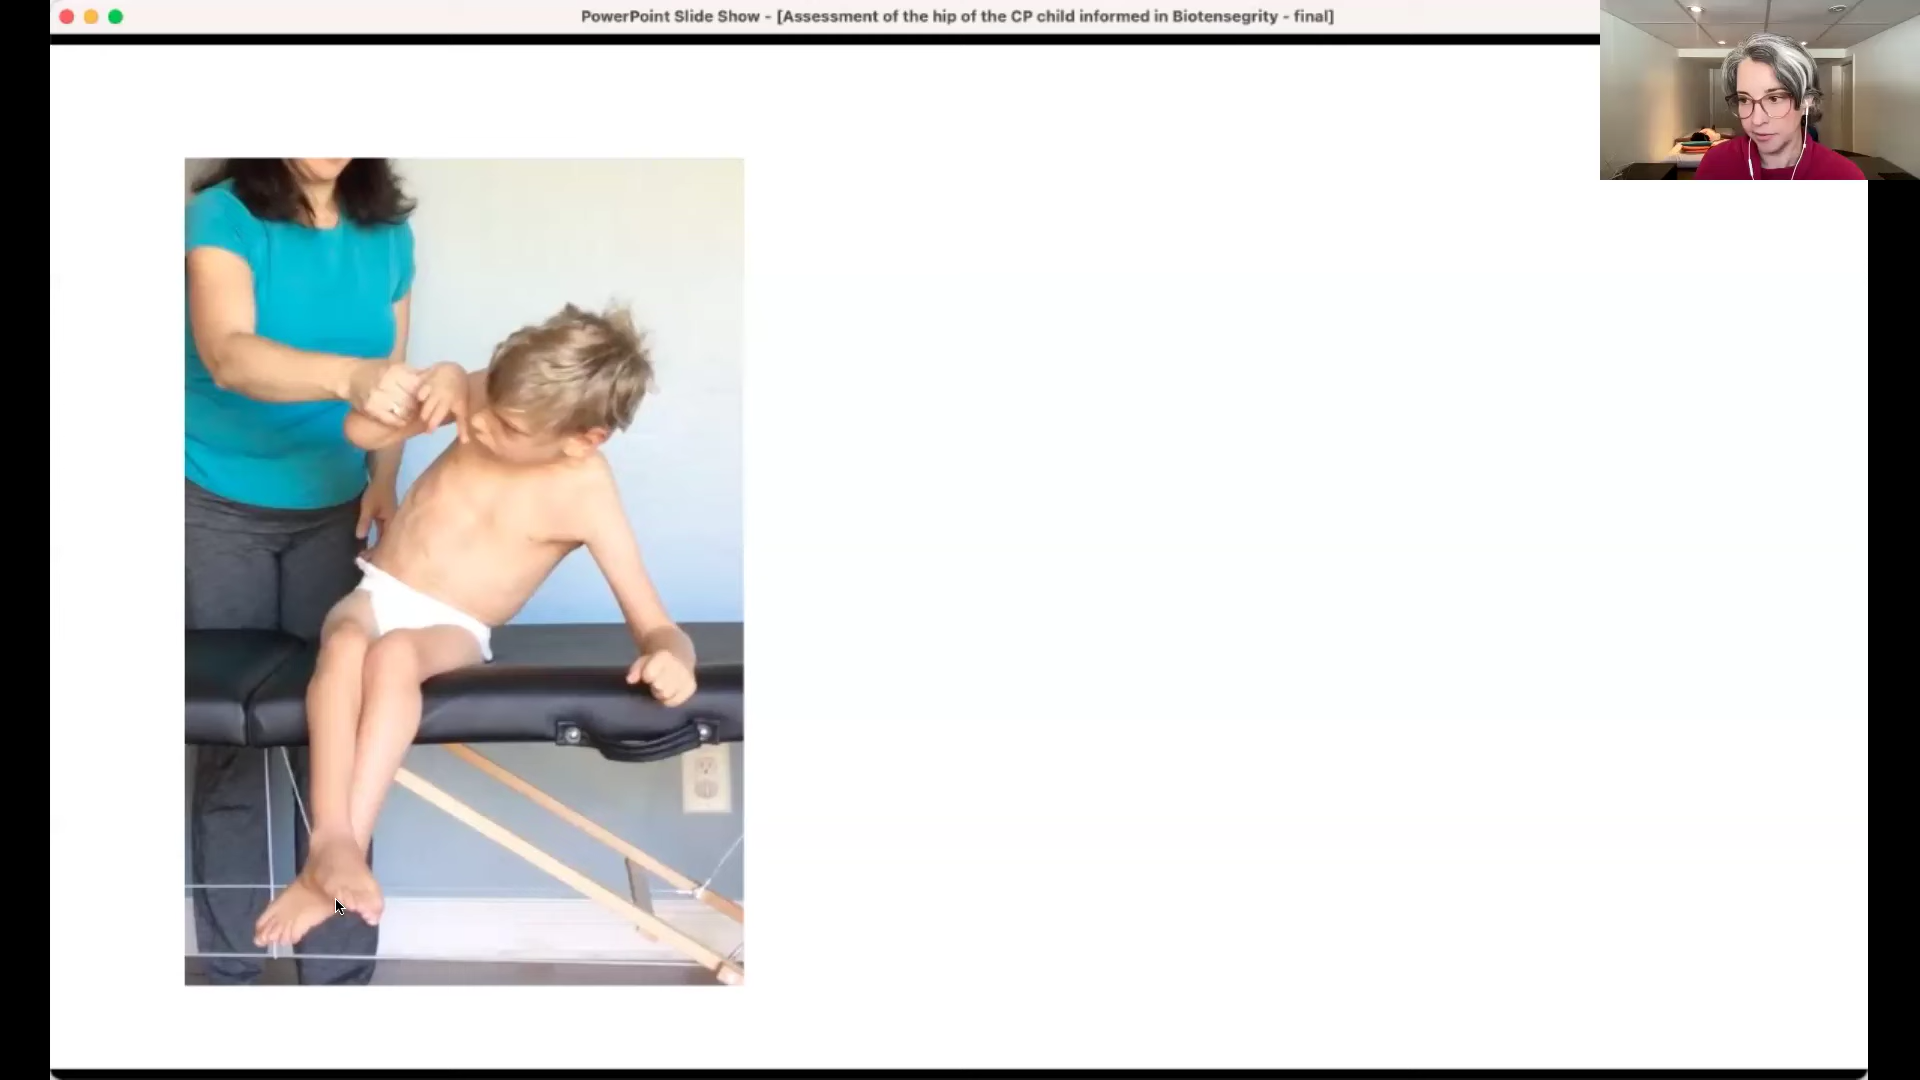 PowerPoint Slide Show - [Assessment of the hip of the CP child informed in Biotensegrity - final]